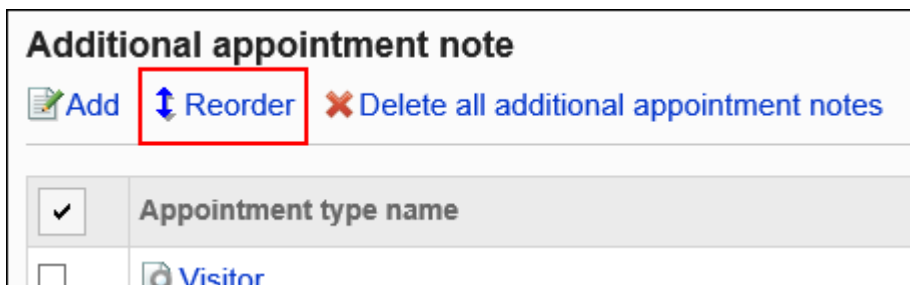 Additional appointment note
Add Reorder Delete all additional appointment notes
Appointment type name
Visitor